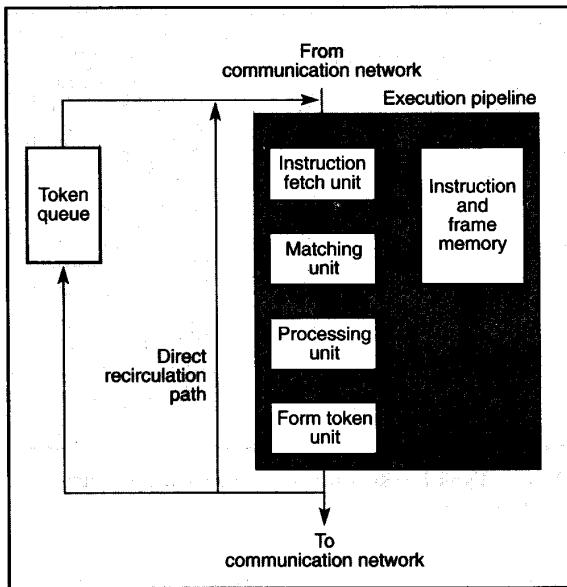 From
communication network
Execution pipeline
Token
queue
Instruction
fetch unit
Instruction
and
frame
memory
Matching
unit
Direct
recirculation
path
Processing
unit
Form token
unit
To
communication network